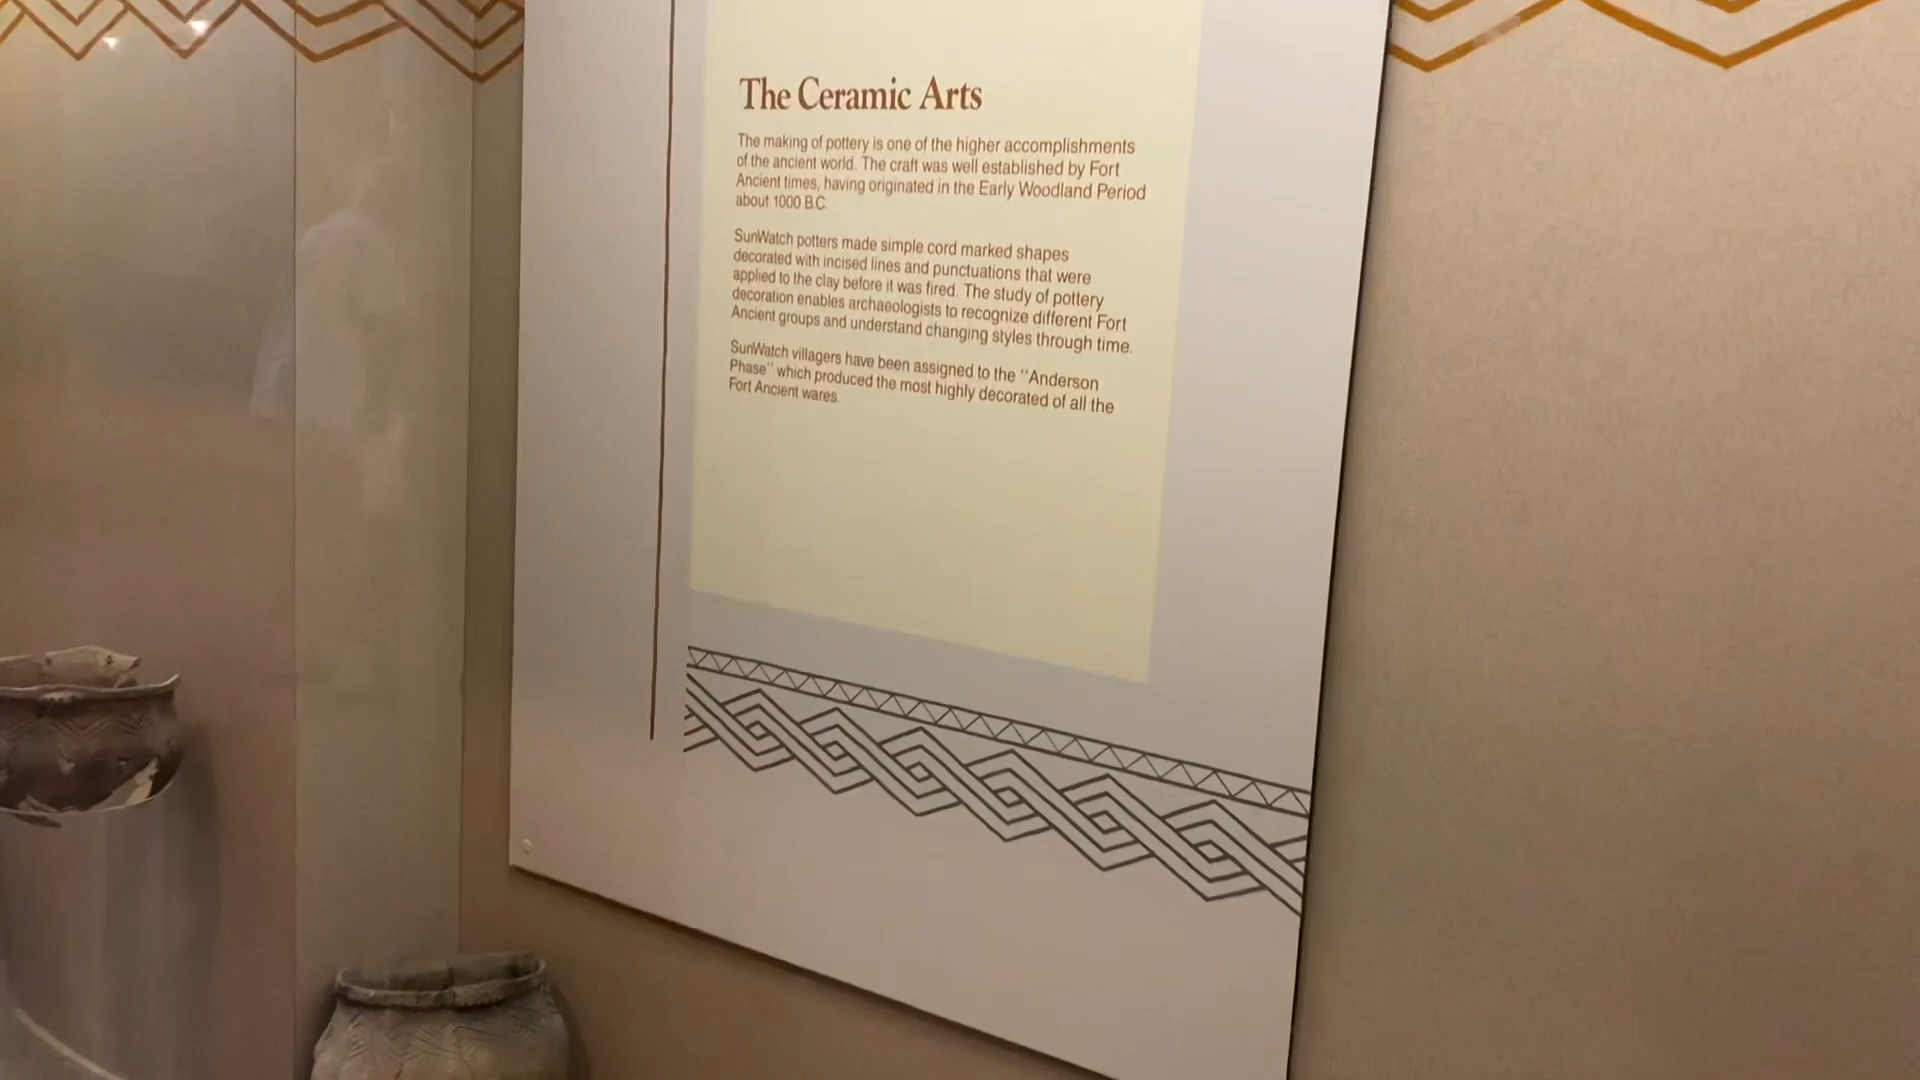 The Ceramic Arts
The making of pottery is one of the higher accomplishments
of the ancient world. The craft was well established by Fort
Ancient times, having originated in the Early Woodland Period
about 1000 B.C.
SunWatch potters made simple cord marked shapes
decorated with incised lines and punctuations that were
applied to the clay before it was fired. The study of pottery
decoration enables archaeologists to recognize different Fort
Ancient groups and understand changing styles through time.
SunWatch villagers have been assigned to the "Anderson
Phase" which produced the most highly decorated of all the
Fort Ancient wares.